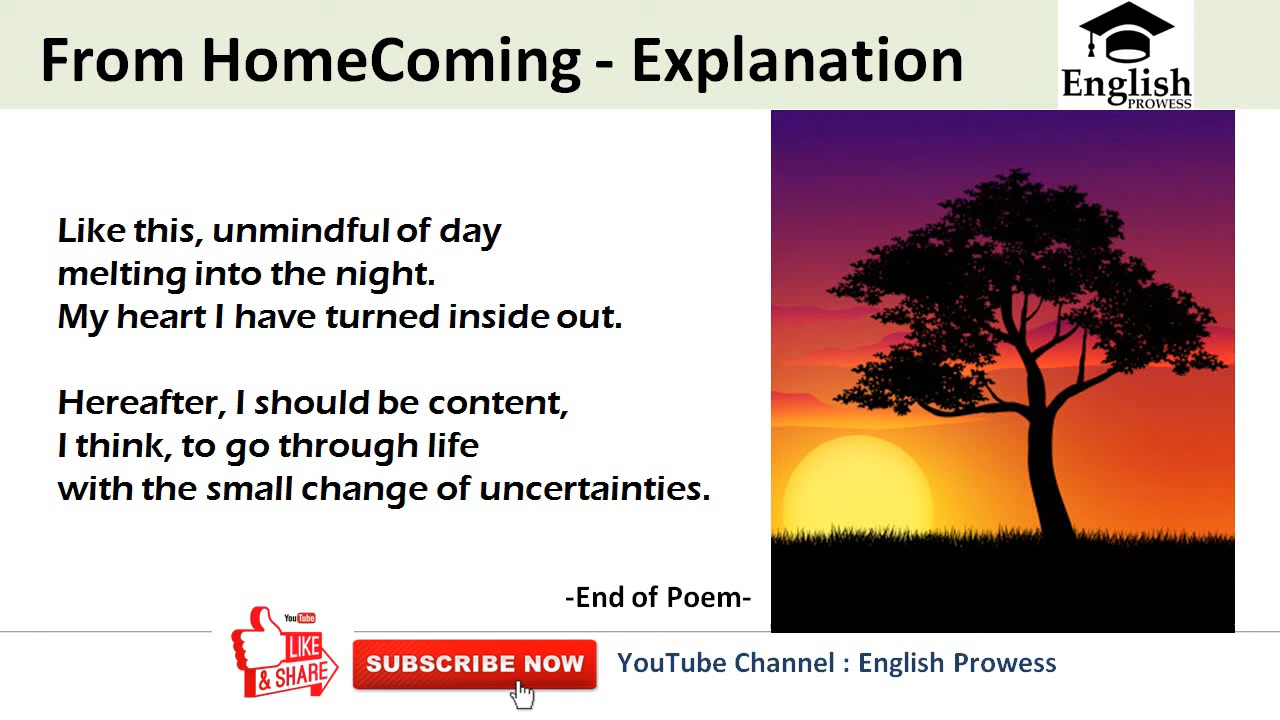 From HomeComing - Explanation
English
PROWESS
Like this, unmindful of day
melting into the night.
My heart I have turned inside out.
Hereafter, I should be content,
I think, to go through life
with the small change of uncertainties.
-End of Poem-
YouTube
LIKE
& SHARE
SUBSCRIBE NOW
YouTube Channel : English Prowess